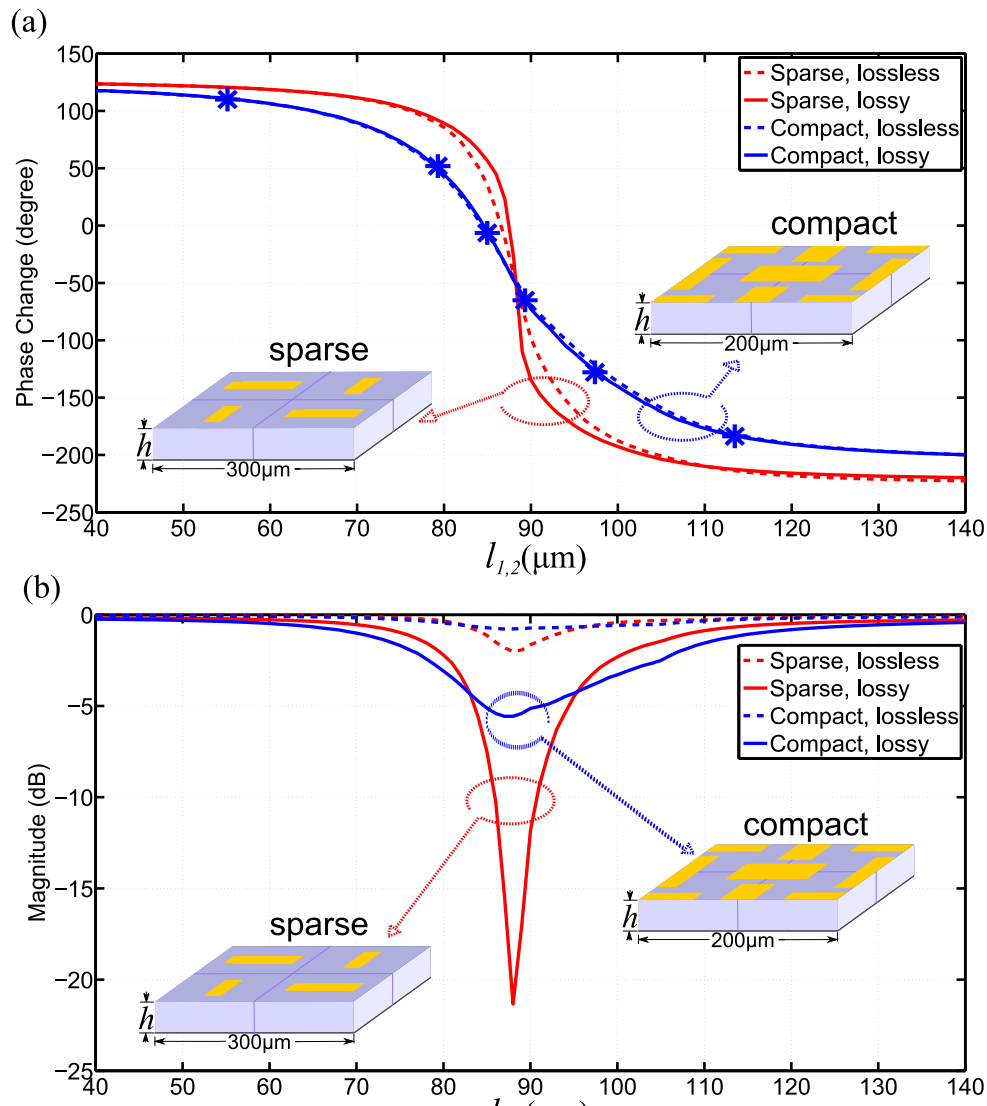 (a)
150
100
50
0
−50
−100
−150
−200
−250
Phase Change (degree)
Sparse, lossless
Sparse, lossy
Compact, lossless
Compact, lossy
compact
h
200μm
sparse
h
300μm
40 50 60 70 80 90 100 110 120 130 140
l1,2(μm)
(b)
0
−5
−10
−15
−20
−25
Magnitude (dB)
Sparse, lossless
Sparse, lossy
Compact, lossless
Compact, lossy
compact
h
200μm
sparse
h
300μm
40 50 60 70 80 90 100 110 120 130 140